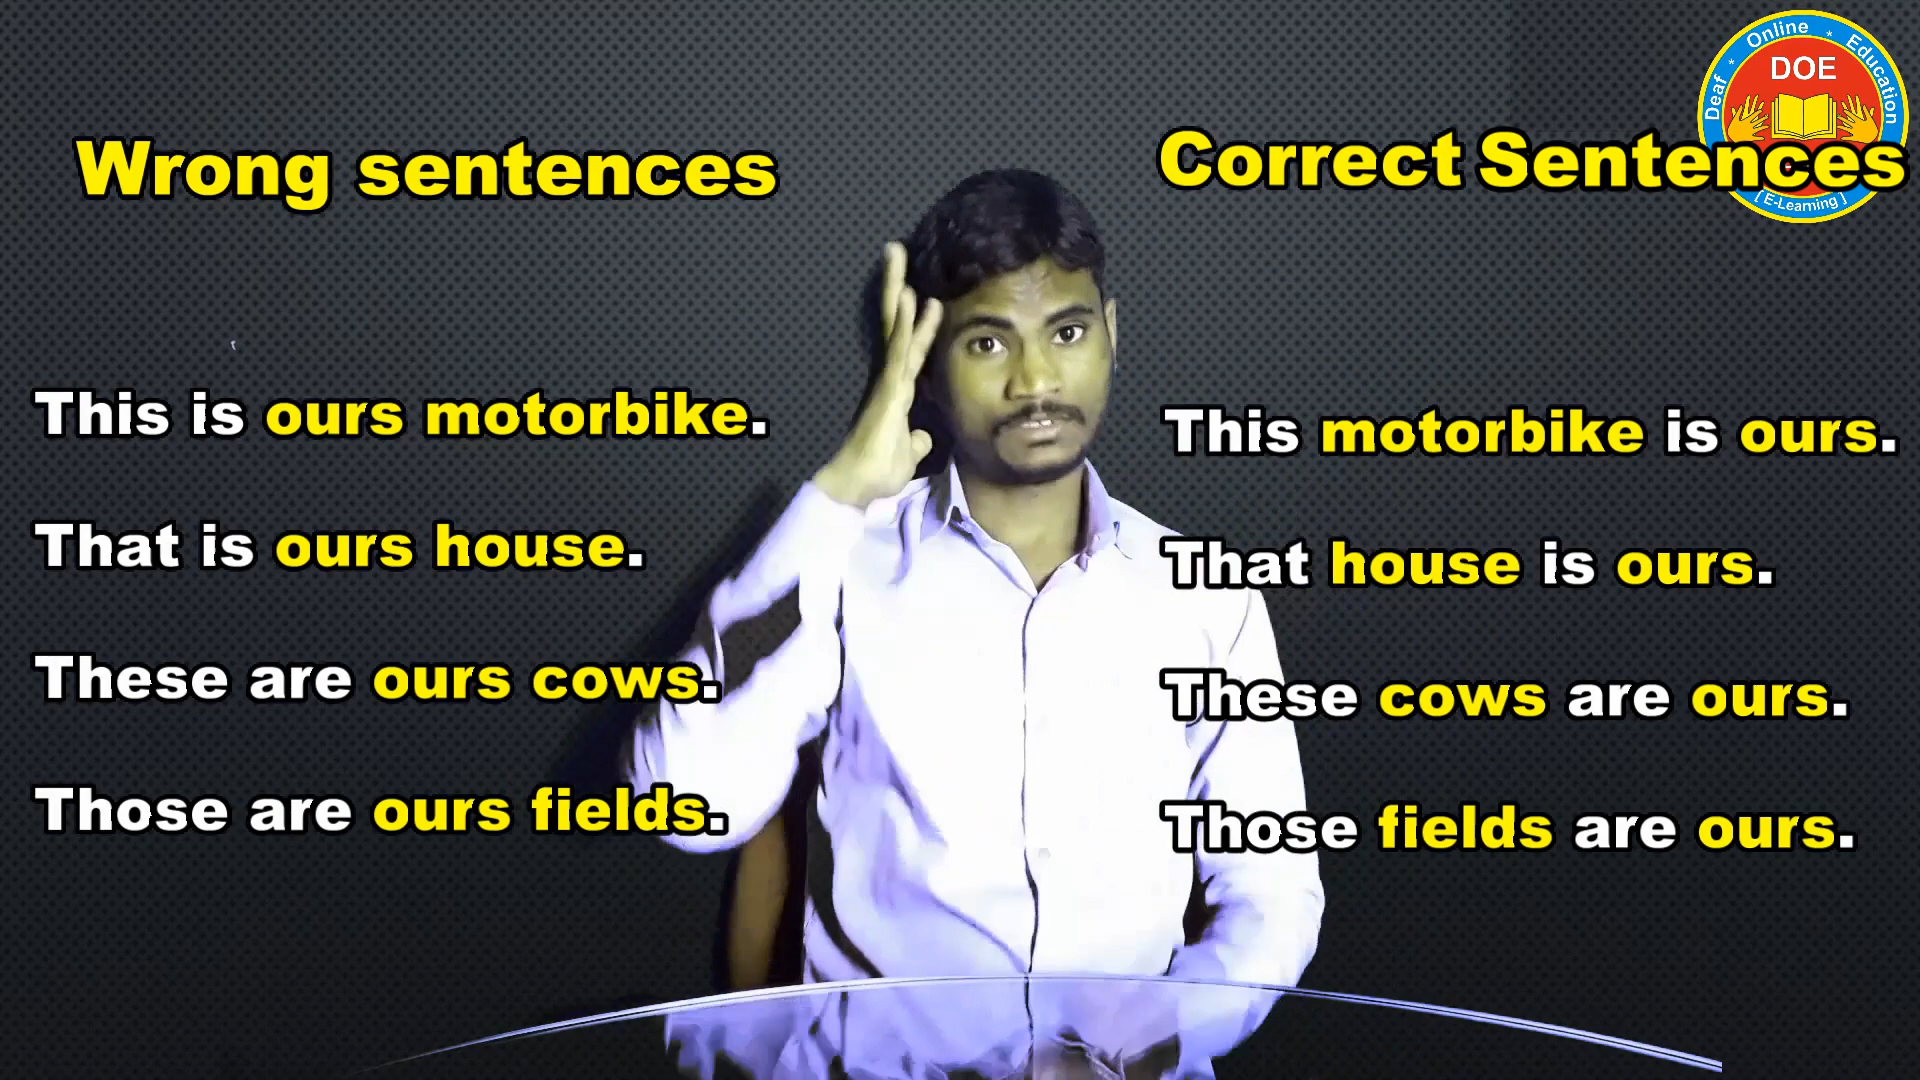 Deaf * Online * Education
DOE
[ E-Learning ]
Wrong sentences
Correct Sentences
This is ours motorbike.
That is ours house.
These are ours cows.
Those are ours fields.
This motorbike is ours.
That house is ours.
These cows are ours.
Those fields are ours.